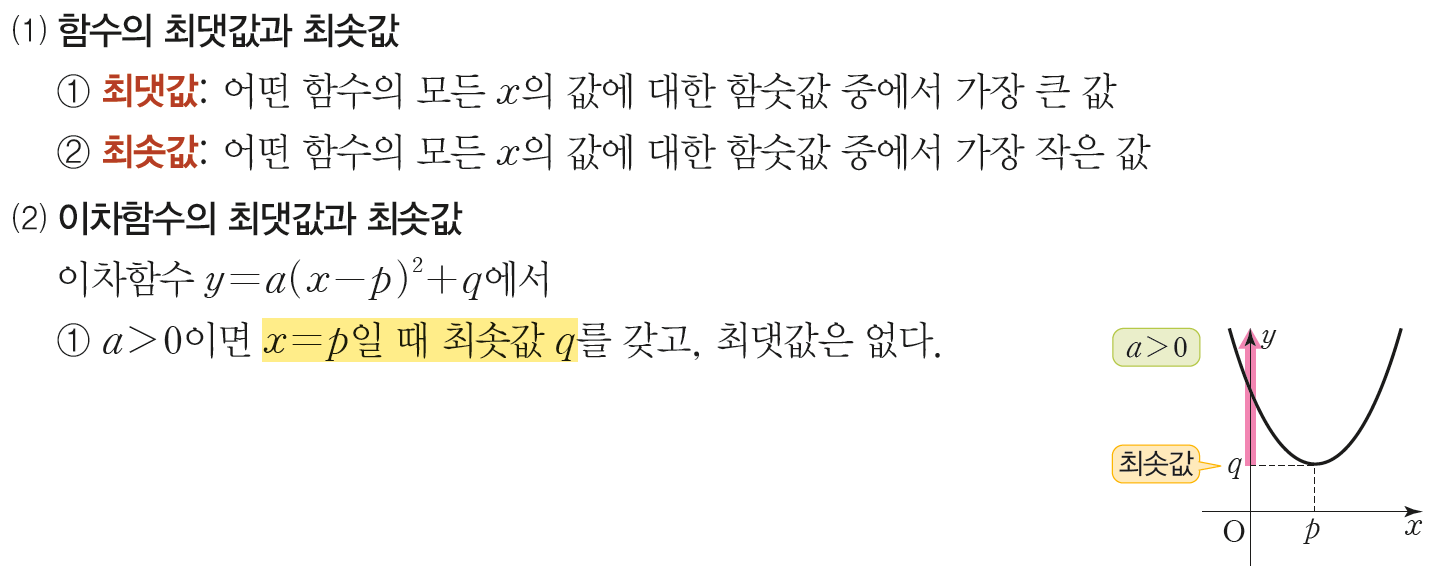 (1) 함수의 최댓값과 최솟값
① 최댓값: 어떤 함수의 모든 x의 값에 대한 함숫값 중에서 가장 큰 값
② 최솟값: 어떤 함수의 모든 x의 값에 대한 함숫값 중에서 가장 작은 값
(2) 이차함수의 최댓값과 최솟값
이차함수 y=a(x-p)²+q에서
① a>0이면 x=p일 때 최솟값 q를 갖고, 최댓값은 없다.
a>0
y
최솟값
q
O
p
x